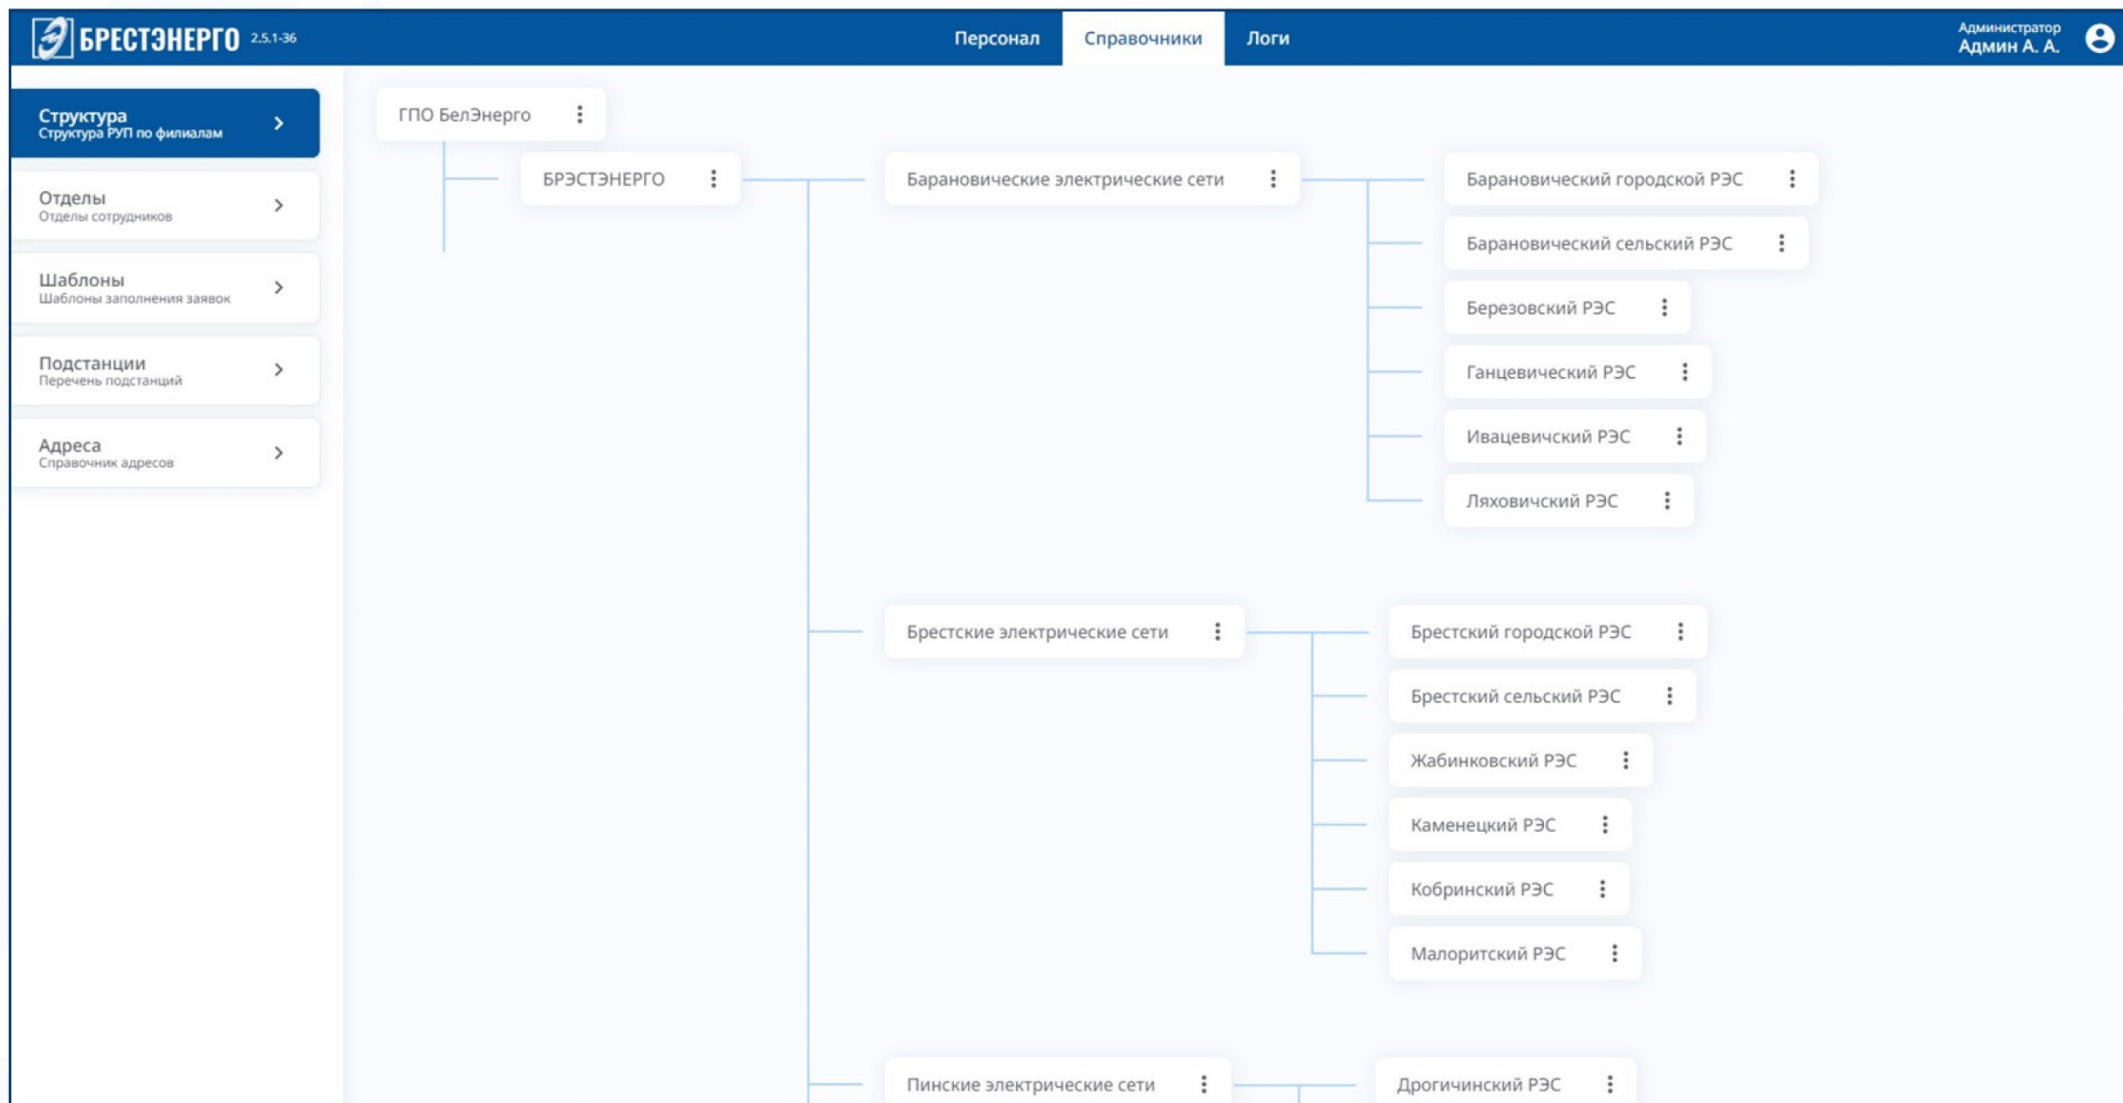 БРЕСТЭНЕРГО 2.5.1-36
Персонал
Справочники
Логи
Администратор
Админ А. А.
Структура
Структура РУП по филиалам
Отделы
Отделы сотрудников
Шаблоны
Шаблоны заполнения заявок
Подстанции
Перечень подстанций
Адреса
Справочник адресов
ГПО БелЭнерго
БРЭСТЭНЕРГО
Барановические электрические сети
Барановический городской РЭС
Барановический сельский РЭС
Березовский РЭС
Ганцевический РЭС
Ивацевичский РЭС
Ляховичский РЭС
Брестские электрические сети
Брестский городской РЭС
Брестский сельский РЭС
Жабинковский РЭС
Каменецкий РЭС
Кобринский РЭС
Малоритский РЭС
Пинские электрические сети
Дрогичинский РЭС